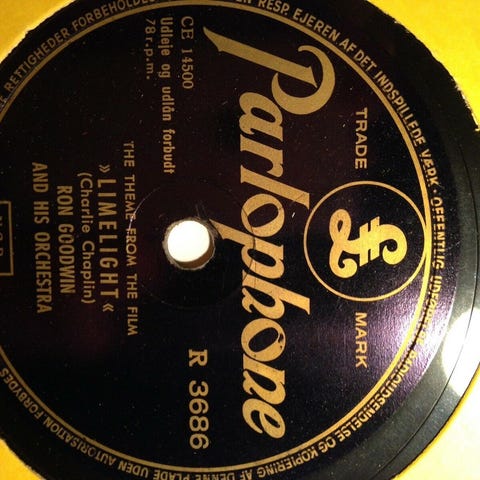 RETTIGHEDER
RESP. EJEREN AF DET INDSPILLEDE VÆRK · OFFENTLIG
OG KOPIERING AF DENNE PLADE UDEN AUTORISATION FORBYDES
TRADE £ MARK
Parlophone
CE 14500
Udleje og udlån forbudt
78 r.p.m.
R 3686
THE THEME FROM THE FILM
»LIMELIGHT«
(Charlie Chaplin)
RON GOODWIN
AND HIS ORCHESTRA